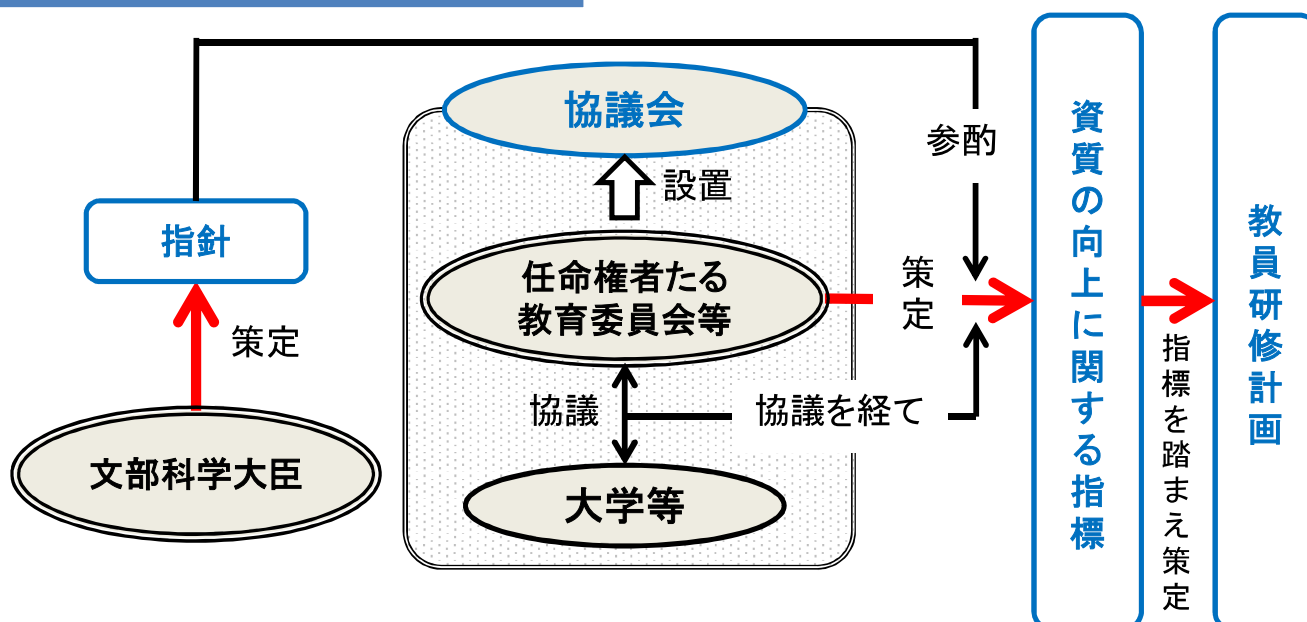 協議会
設置
参酌
指針
任命権者たる
教育委員会等
策定
策定
協議
協議を経て
文部科学大臣
大学等
資質の向上に関する指標
指標を踏まえ策定
教員研修計画